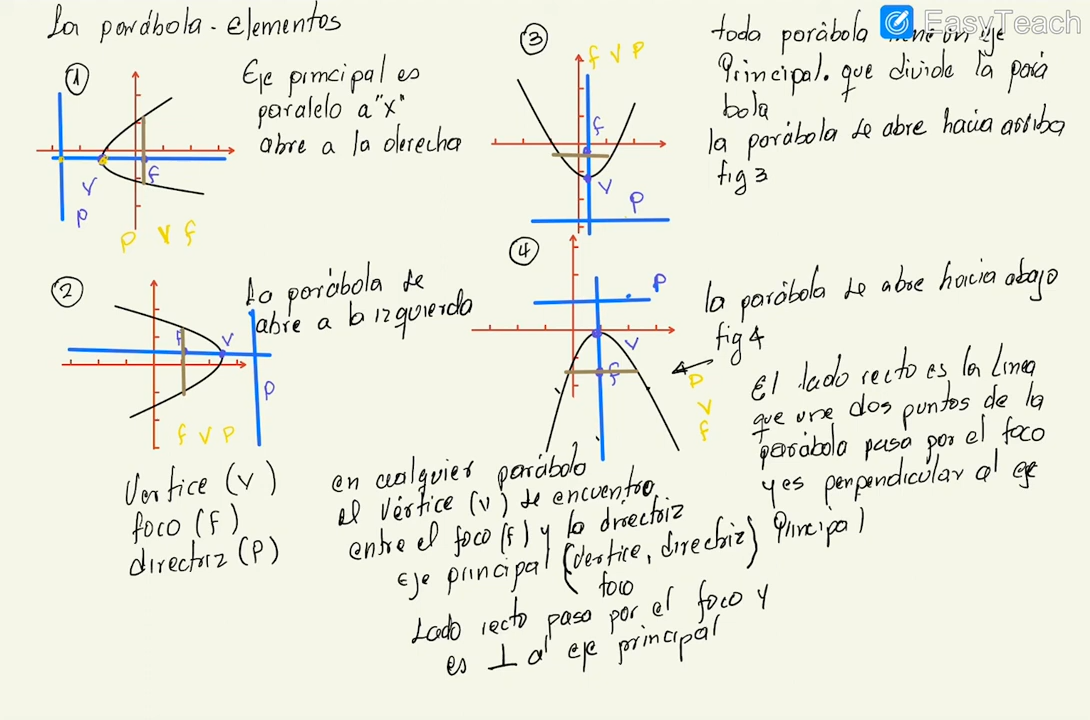 La parábola - elementos
EasyTeach
1
Eje principal es
paralelo a "x"
abre a la derecha
V
f
P
P V f
2
La parábola se
abre a la izquierda
F
V
P
f V P
3
f V P
f
V
P
toda parábola tiene un eje
Principal. que divide la pará
bola
la parábola se abre hacia arriba
fig 3
4
P
V
f
P
V
f
la parábola se abre hacia abajo
fig 4
El lado recto es la Linea
que une dos puntos de la
parábola pasa por el foco
y es perpendicular al eje
Principal
Vertice (V)
foco (F)
directriz (P)
en cualquier parábola
el Vértice (V) se encuentra
entre el foco (f) y la directriz
Eje principal (Vertice, directriz)
foco
Lado recto pasa por el foco y
es ⊥ al eje principal